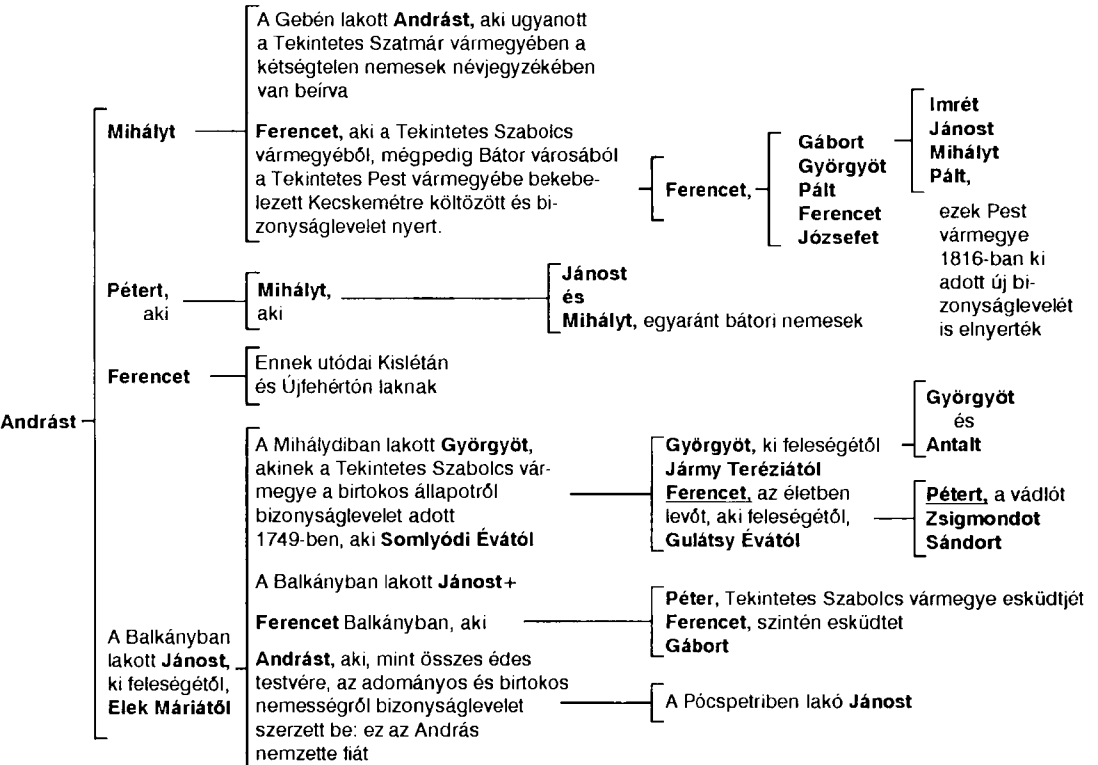 Andrást
Mihályt
A Gebén lakott Andrást, aki ugyanott
a Tekintetes Szatmár vármegyében a
kétségtelen nemesek névjegyzékében
van beírva
Ferencet, aki a Tekintetes Szabolcs
vármegyéből, mégpedig Bátor városából
a Tekintetes Pest vármegyébe bekebe-
lezett Kecskemétre költözött és bi-
zonyságlevelet nyert.
Ferencet,
Gábort
Györgyöt
Pált
Ferencet
Józsefet
Imrét
Jánost
Mihályt
Pált,
ezek Pest
vármegye
1816-ban ki
adott új bi-
zonyságlevelét
is elnyerték
Pétert,
aki
Mihályt,
aki
Jánost
és
Mihályt, egyaránt bátori nemesek
Ferencet
Ennek utódai Kislétán
és Újfehértón laknak
A Balkányban
lakott Jánost,
ki feleségétől,
Elek Máriától
A Mihálydiban lakott Györgyöt,
akinek a Tekintetes Szabolcs vár-
megye a birtokos állapotről
bizonyságlevelet adott
1749-ben, aki Somlyódi Évától
Györgyöt, ki feleségétől
Jármy Teréziától
Ferencet, az életben
levőt, aki feleségétől,
Gulátsy Évától
Györgyöt
és
Antalt
Pétert, a vádlót
Zsigmondot
Sándort
A Balkányban lakott Jánost+
Ferencet Balkányban, aki
Péter, Tekintetes Szabolcs vármegye esküdtjét
Ferencet, szintén esküdtet
Gábort
Andrást, aki, mint összes édes
testvére, az adományos és birtokos
nemességről bizonyságlevelet
szerzett be: ez az András
nemzette fiát
A Pócspetriben lakó Jánost